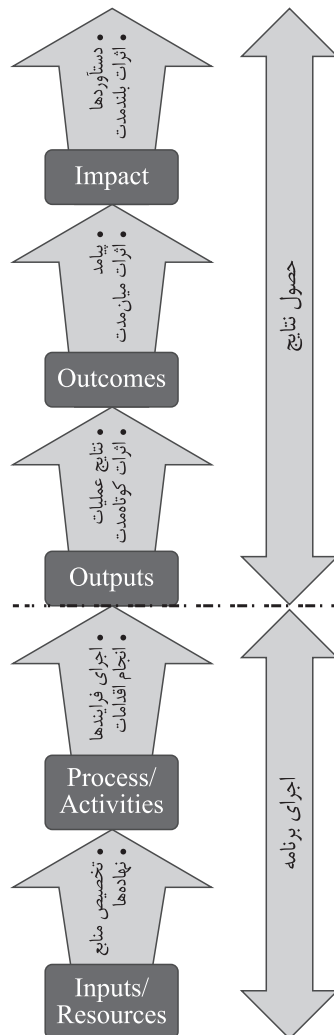 • دستآوردها
• اثرات بلندمدت
Impact
• پیامد
• اثرات میان‌مدت
Outcomes
حصول نتایج
• نتایج عملیات
• اثرات کوتاه‌مدت
Outputs
• اجرای فرایندها
• انجام اقدامات
Process/
Activities
اجرای برنامه
• تخصیص منابع
• نهاده‌ها
Inputs/
Resources